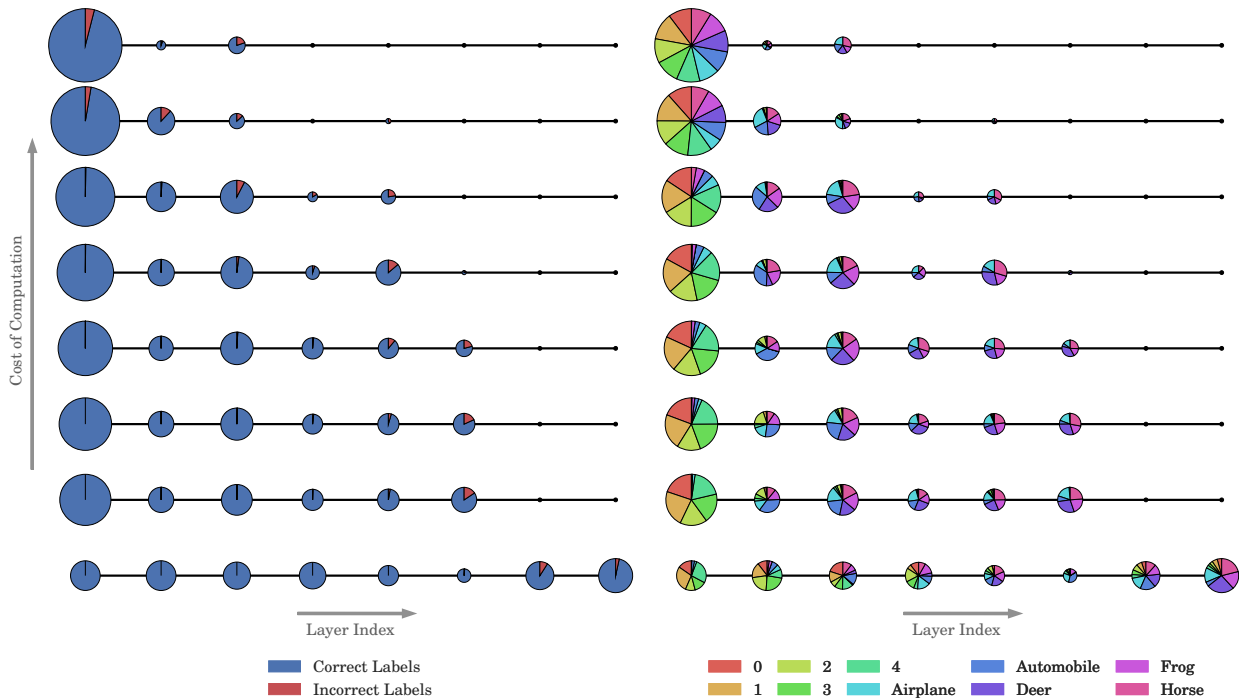 Cost of Computation
Layer Index
Layer Index
Correct Labels
Incorrect Labels
0 2 4 Automobile Frog
1 3 Airplane Deer Horse